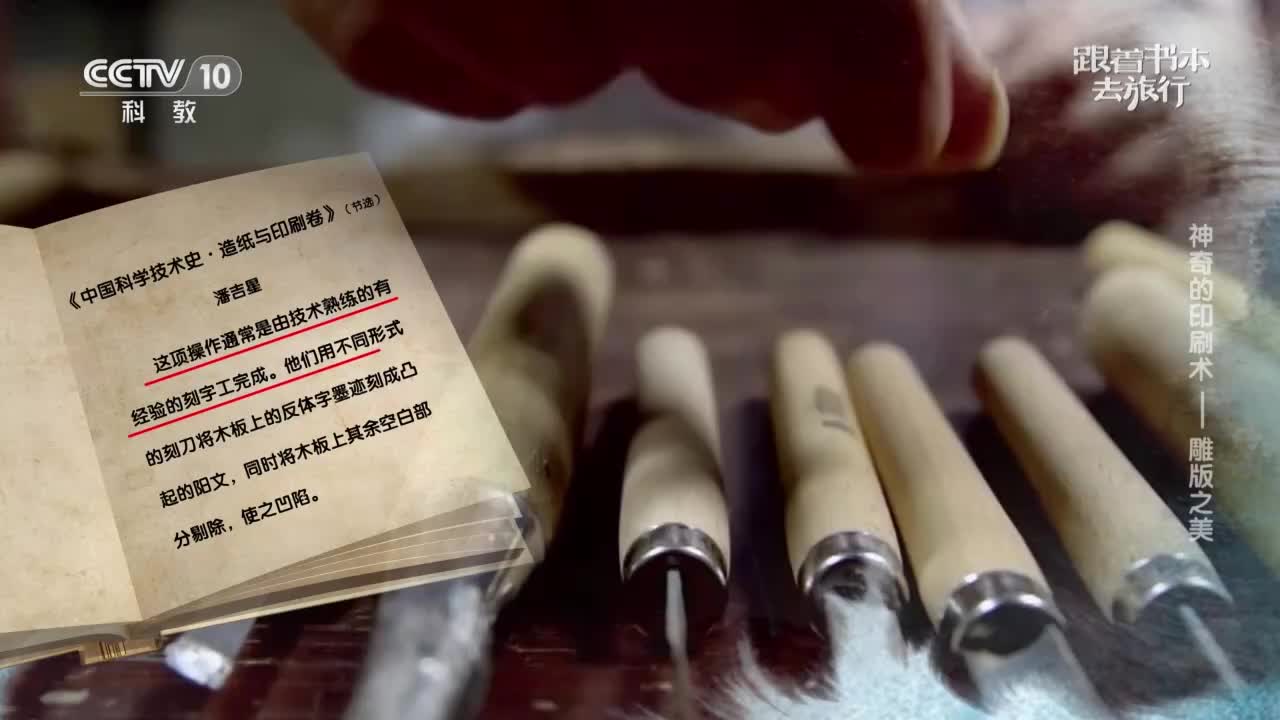 CCTV 10
科教
跟着书本
去旅行
《中国科学技术史·造纸与印刷卷》（节选）
潘吉星
这项操作通常是由技术熟练的有
经验的刻字工完成。他们用不同形式
的刻刀将木板上的反体字墨迹刻成凸
起的阳文，同时将木板上其余空白部
分剔除，使之凹陷。
神奇的印刷术——雕版之美